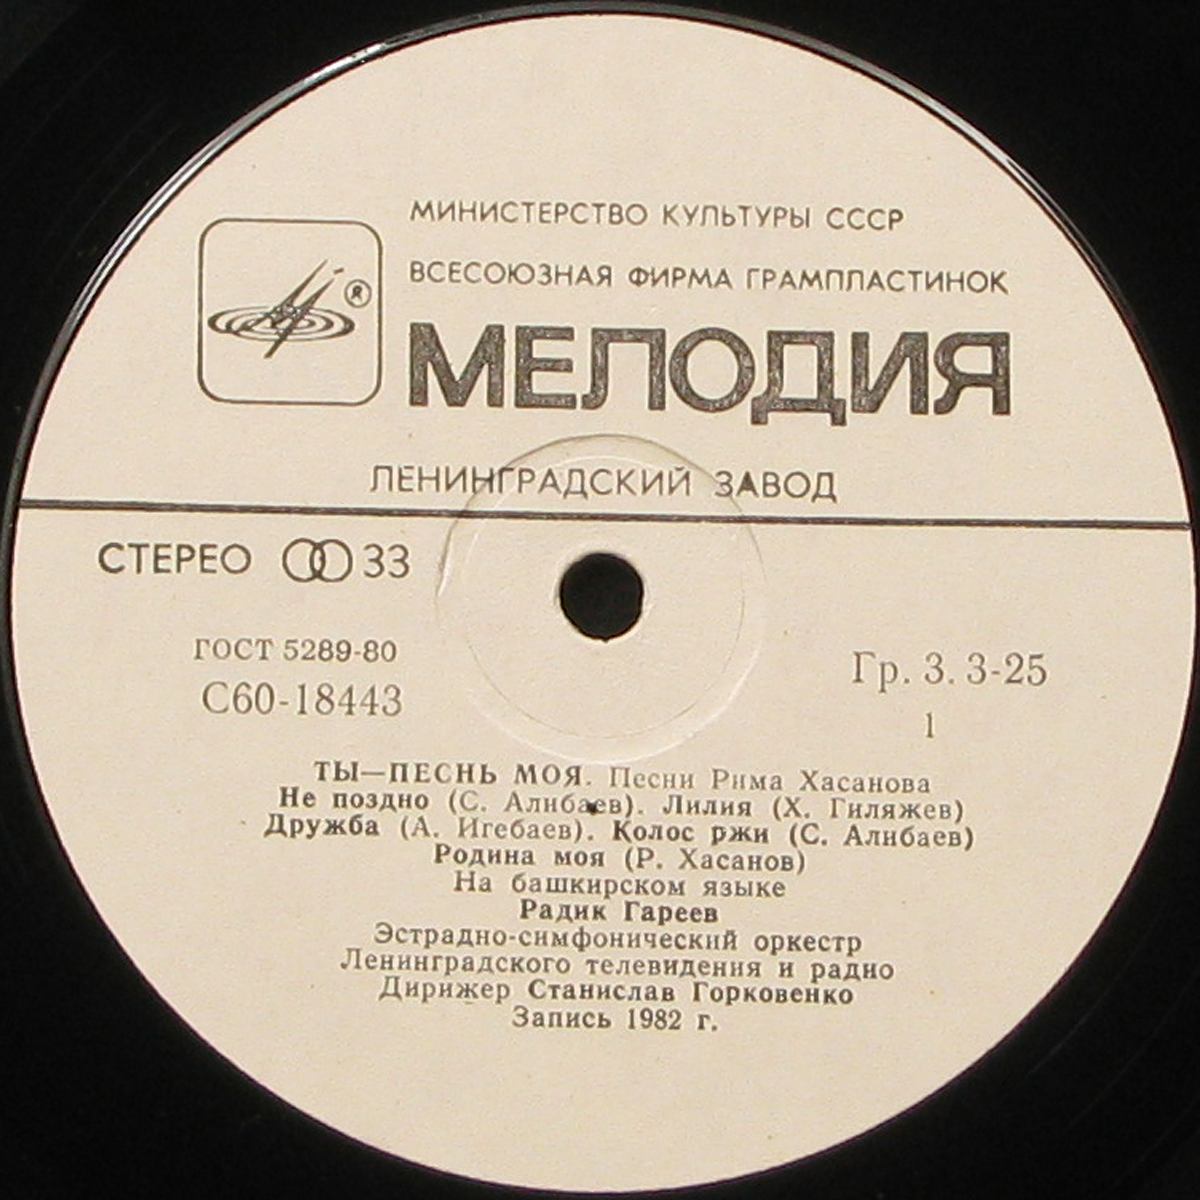 МИНИСТЕРСТВО КУЛЬТУРЫ СССР
ВСЕСОЮЗНАЯ ФИРМА ГРАМПЛАСТИНОК
®
МЕЛОДИЯ
ЛЕНИНГРАДСКИЙ ЗАВОД
СТЕРЕО 33
ГОСТ 5289-80
С60-18443
Гр. 3. 3-25
1
ТЫ—ПЕСНЬ МОЯ. Песни Рима Хасанова
Не поздно (С. Алибаев). Лилия (Х. Гиляжев)
Дружба (А. Игебаев). Колос ржи (С. Алибаев)
Родина моя (Р. Хасанов)
На башкирском языке
Радик Гареев
Эстрадно-симфонический оркестр
Ленинградского телевидения и радио
Дирижер Станислав Горковенко
Запись 1982 г.